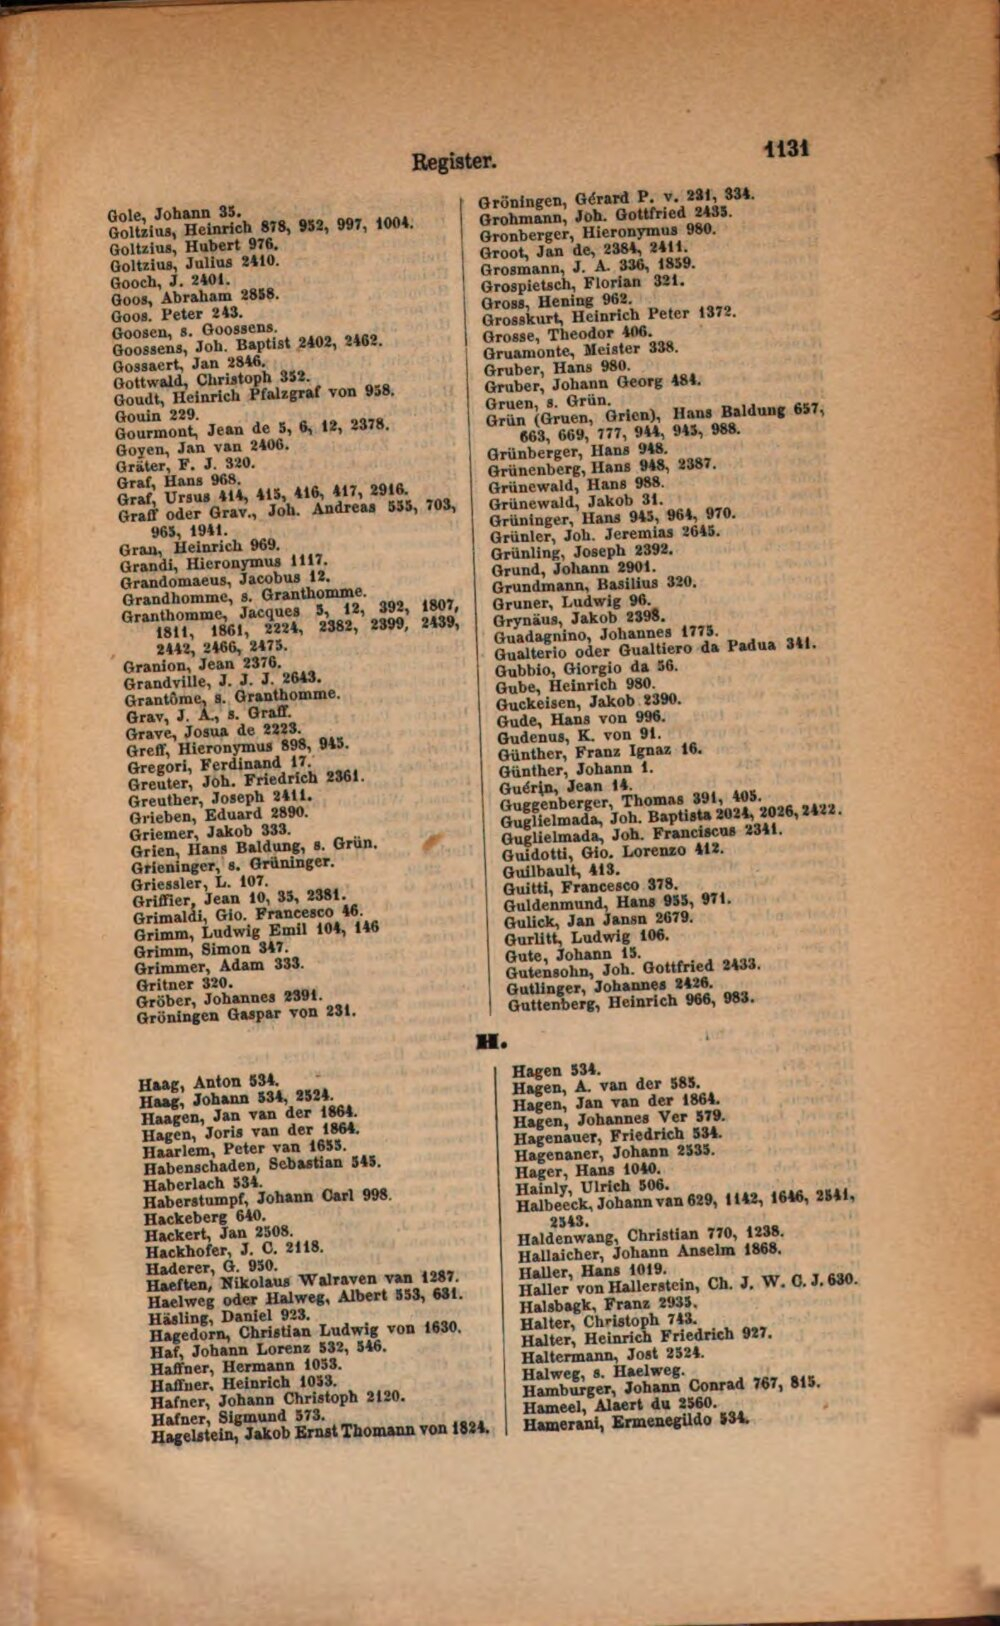 Register.
1131
Gole, Johann 35.
Goltzius, Heinrich 878, 952, 997, 1004.
Goltzius, Hubert 976.
Goltzius, Julius 2410.
Gooch, J. 2401.
Goos, Abraham 2858.
Goos. Peter 243.
Goosen, s. Goossens.
Goossens, Joh. Baptist 2402, 2462.
Gossaert, Jan 2846.
Gottwald, Christoph 352.
Goudt, Heinrich Pfalzgraf von 958.
Gouin 229.
Gourmont, Jean de 5, 6, 12, 2378.
Goyen, Jan van 2406.
Gräter, F. J. 320.
Graf, Hans 968.
Graf, Ursus 414, 415, 416, 417, 2916.
Graff oder Grav., Joh. Andreas 555, 703,
965, 1941.
Gran, Heinrich 969.
Grandi, Hieronymus 1117.
Grandomaeus, Jacobus 12.
Grandhomme, s. Granthomme.
Granthomme, Jacques 5, 12, 392, 1807,
1811, 1861, 2224, 2382, 2399, 2439,
2442, 2466, 2475.
Granion, Jean 2376.
Grandville, J. J. J. 2643.
Grantôme, s. Granthomme.
Grav, J. A., s. Graff.
Grave, Josua de 2223.
Greff, Hieronymus 898, 945.
Gregori, Ferdinand 17.
Greuter, Joh. Friedrich 2361.
Greuther, Joseph 2411.
Grieben, Eduard 2890.
Griemer, Jakob 333.
Grien, Hans Baldung, s. Grün.
Grieninger, s. Grüninger.
Griessler, L. 107.
Griffier, Jean 10, 35, 2381.
Grimaldi, Gio. Francesco 46.
Grimm, Ludwig Emil 104, 146
Grimm, Simon 347.
Grimmer, Adam 333.
Gritner 320.
Gröber, Johannes 2391.
Gröningen Gaspar von 231.
Gröningen, Gérard P. v. 231, 334.
Grohmann, Joh. Gottfried 2435.
Gronberger, Hieronymus 980.
Groot, Jan de, 2384, 2411.
Grosmann, J. A. 336, 1859.
Grospietsch, Florian 321.
Gross, Hening 962.
Grosskurt, Heinrich Peter 1372.
Grosse, Theodor 406.
Gruamonte, Meister 338.
Gruber, Hans 980.
Gruber, Johann Georg 484.
Gruen, s. Grün.
Grün (Gruen, Grien), Hans Baldung 657,
663, 669, 777, 944, 945, 988.
Grünberger, Hans 948.
Grünenberg, Hans 948, 2387.
Grünewald, Hans 988.
Grünewald, Jakob 31.
Grüninger, Hans 945, 964, 970.
Grünler, Joh. Jeremias 2645.
Grünling, Joseph 2392.
Grund, Johann 2901.
Grundmann, Basilius 320.
Gruner, Ludwig 96.
Grynäus, Jakob 2398.
Guadagnino, Johannes 1775.
Gualterio oder Gualtiero da Padua 341.
Gubbio, Giorgio da 56.
Gube, Heinrich 980.
Guckeisen, Jakob 2390.
Gude, Hans von 996.
Gudenus, K. von 91.
Günther, Franz Ignaz 16.
Günther, Johann 1.
Guérin, Jean 14.
Guggenberger, Thomas 391, 405.
Guglielmada, Joh. Baptista 2024, 2026, 2422.
Guglielmada, Joh. Franciscus 2341.
Guidotti, Gio. Lorenzo 412.
Guilbault, 413.
Guitti, Francesco 378.
Guldenmund, Hans 955, 971.
Gulick, Jan Jansn 2679.
Gurlitt, Ludwig 106.
Gute, Johann 15.
Gutensohn, Joh. Gottfried 2433.
Gutlinger, Johannes 2426.
Guttenberg, Heinrich 966, 983.
H.
Haag, Anton 534.
Haag, Johann 534, 2524.
Haagen, Jan van der 1864.
Hagen, Joris van der 1864.
Haarlem, Peter van 1655.
Habenschaden, Sebastian 545.
Haberlach 534.
Haberstumpf, Johann Carl 998.
Hackeberg 640.
Hackert, Jan 2508.
Hackhofer, J. C. 2118.
Haderer, G. 950.
Haeften, Nikolaus Walraven van 1287.
Haelweg oder Halweg, Albert 553, 631.
Häsling, Daniel 923.
Hagedorn, Christian Ludwig von 1630.
Haf, Johann Lorenz 532, 546.
Haffner, Hermann 1053.
Haffner, Heinrich 1053.
Hafner, Johann Christoph 2120.
Hafner, Sigmund 573.
Hagelstein, Jakob Ernst Thomann von 1824.
Hagen 534.
Hagen, A. van der 585.
Hagen, Jan van der 1864.
Hagen, Johannes Ver 579.
Hagenauer, Friedrich 534.
Hagenaner, Johann 2535.
Hager, Hans 1040.
Hainly, Ulrich 506.
Halbeeck, Johann van 629, 1142, 1646, 2541,
2543.
Haldenwang, Christian 770, 1238.
Hallaicher, Johann Anselm 1868.
Haller, Hans 1019.
Haller von Hallerstein, Ch. J. W. C. J. 630.
Halsbagk, Franz 2935.
Halter, Christoph 743.
Halter, Heinrich Friedrich 927.
Haltermann, Jost 2524.
Halweg, s. Haelweg.
Hamburger, Johann Conrad 767, 815.
Hameel, Alaert du 2560.
Hamerani, Ermenegildo 534.